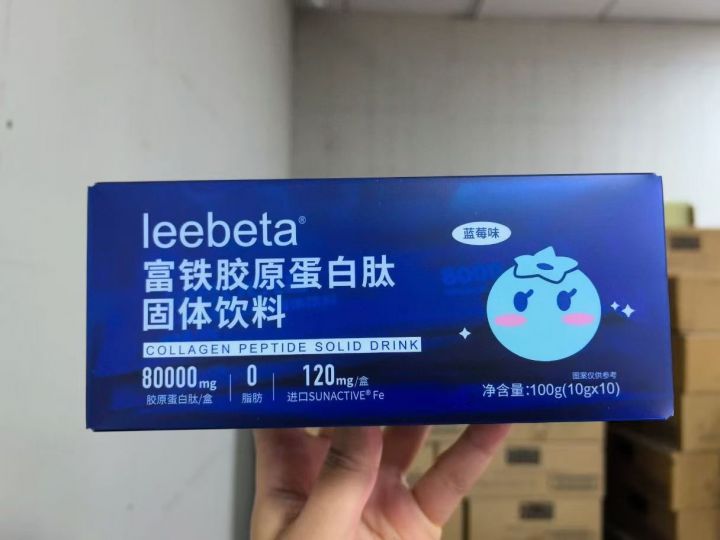 leebeta®
蓝莓味
富铁胶原蛋白肽
固体饮料
COLLAGEN PEPTIDE SOLID DRINK
80000mg
胶原蛋白肽/盒
0
脂肪
120mg/盒
进口SUNACTIVE® Fe
图案仅供参考
净含量:100g(10gx10)